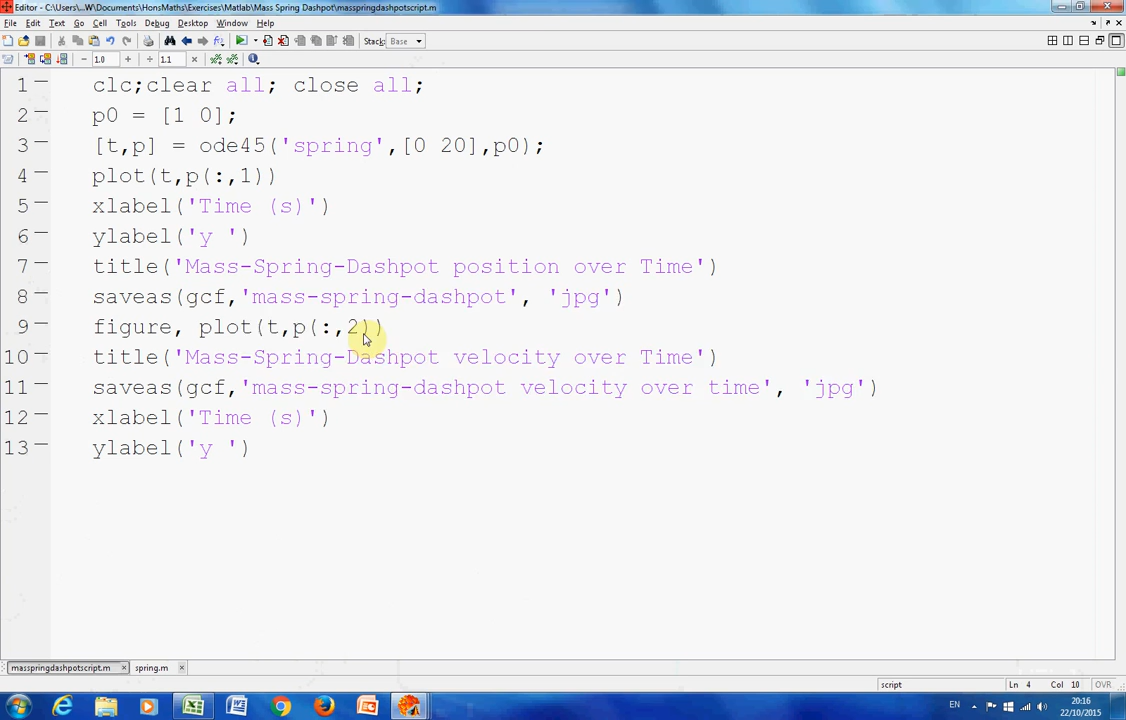 Editor - C:\Users\...W\Documents\HonsMaths\Exercises\Matlab\Mass Spring Dashpot\masspringdashpotscript.m
File Edit Text Go Cell Tools Debug Desktop Window Help
Stack: Base
1.0 1.1
1 clc;clear all; close all;
2 p0 = [1 0];
3 [t,p] = ode45('spring',[0 20],p0);
4 plot(t,p(:,1))
5 xlabel('Time (s)')
6 ylabel('y ')
7 title('Mass-Spring-Dashpot position over Time')
8 saveas(gcf,'mass-spring-dashpot', 'jpg')
9 figure, plot(t,p(:,2))
10 title('Mass-Spring-Dashpot velocity over Time')
11 saveas(gcf,'mass-spring-dashpot velocity over time', 'jpg')
12 xlabel('Time (s)')
13 ylabel('y ')
masspringdashpotscript.m spring.m
script Ln 4 Col 10 OVR
EN 20:16
22/10/2015